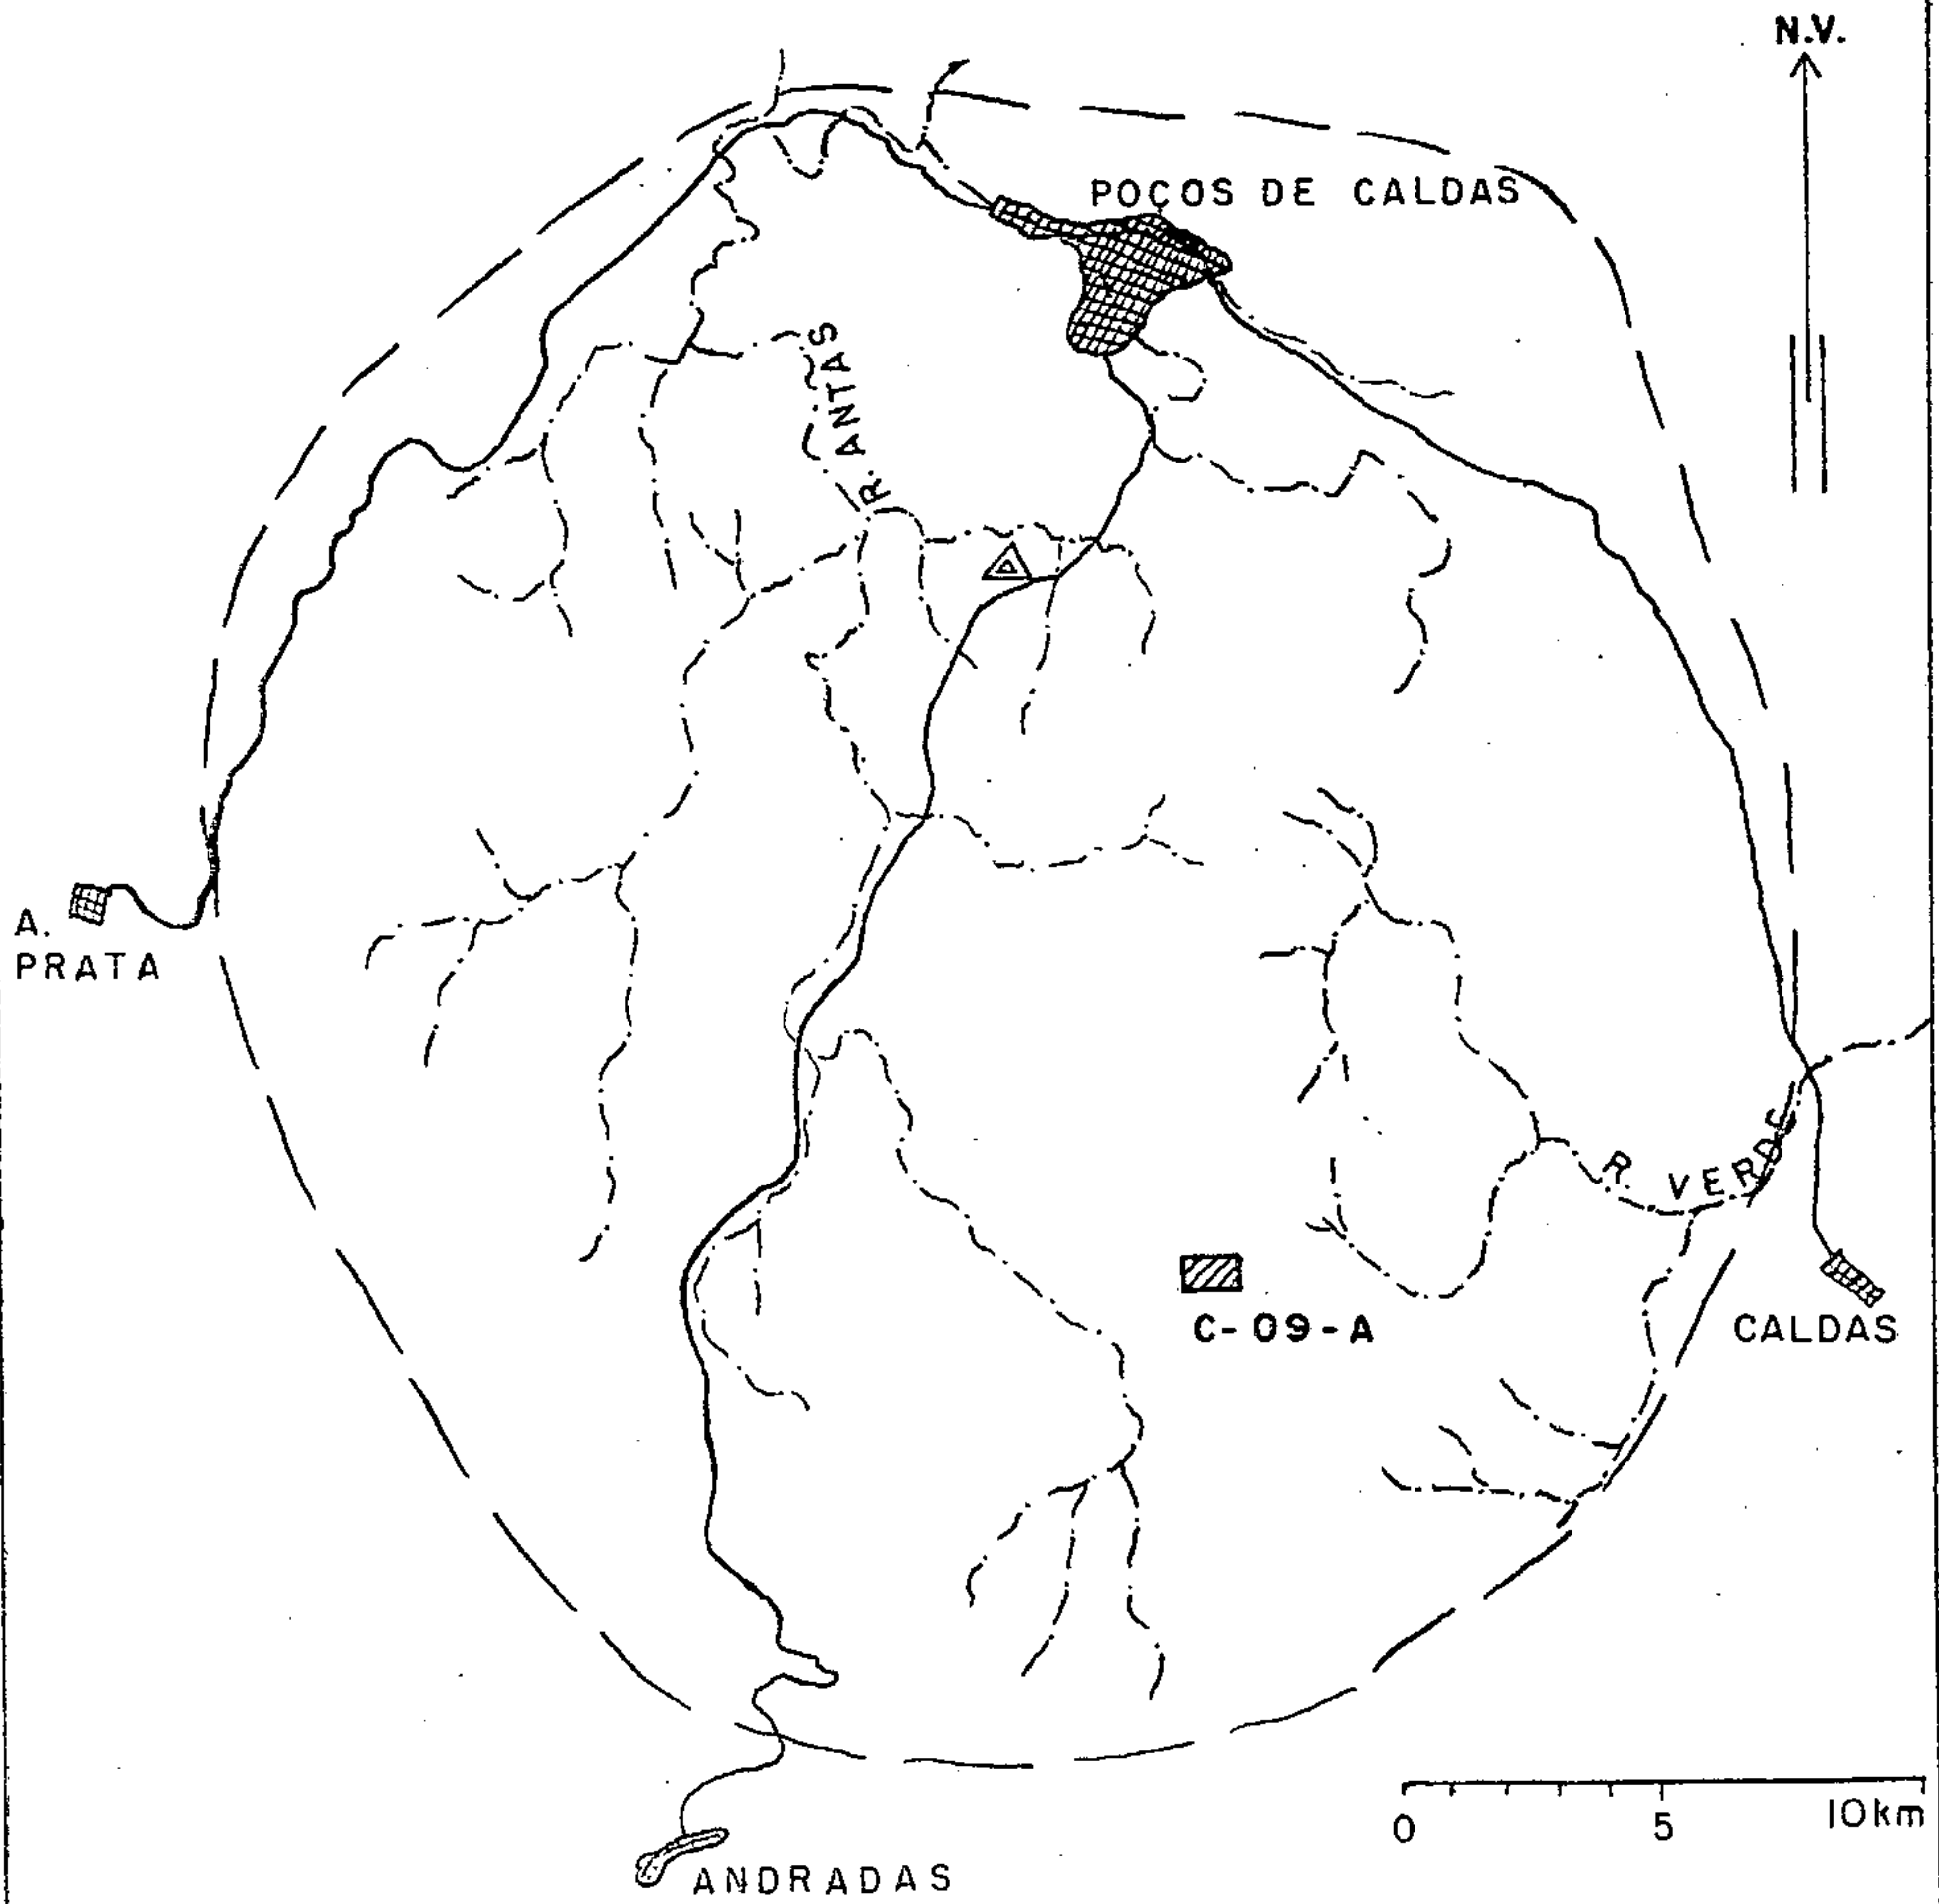 N.V.
POÇOS DE CALDAS
R. ANTAS
A.
PRATA
R. VERDE
C-09-A
CALDAS
0 5 10km
ANDRADAS